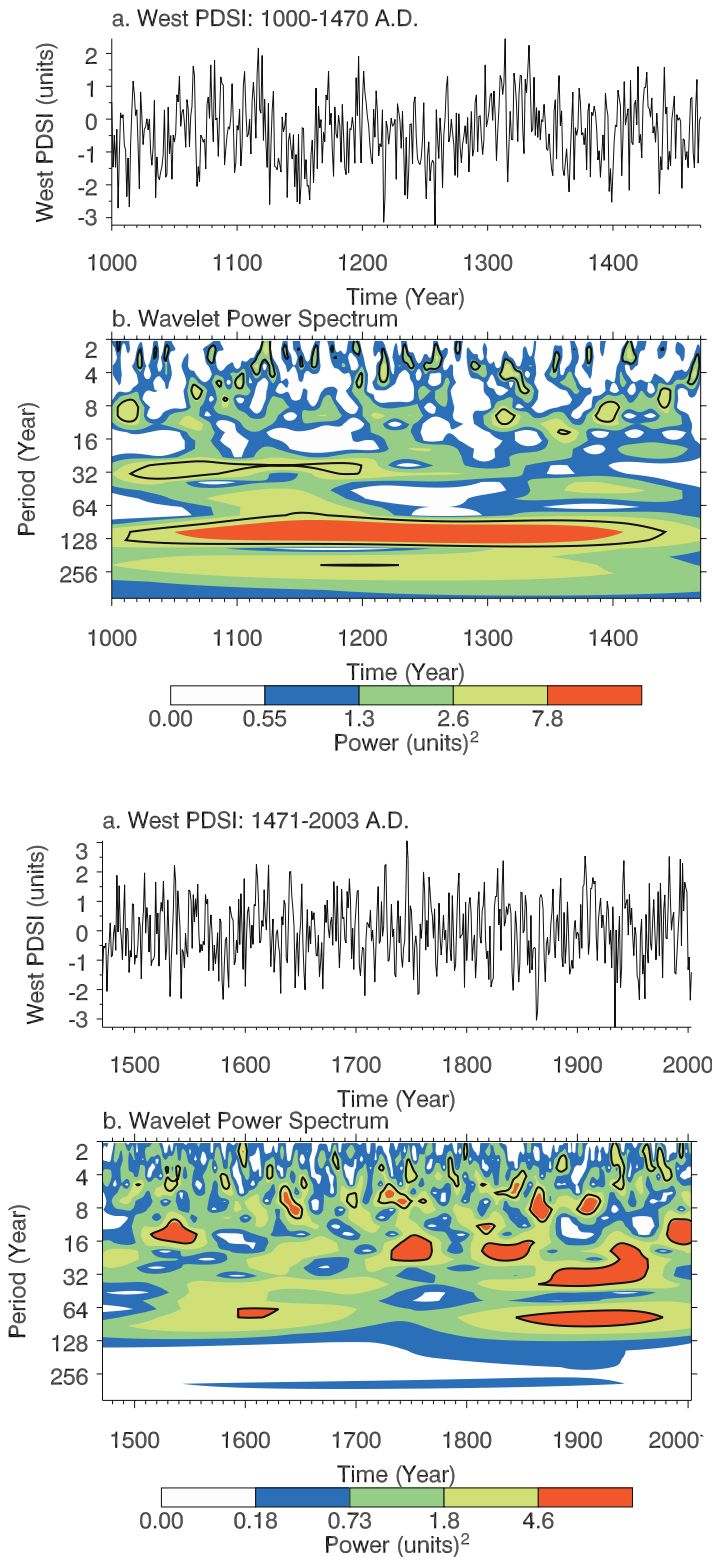 a. West PDSI: 1000-1470 A.D.
West PDSI (units)
2
1
0
-1
-2
-3
1000 1100 1200 1300 1400
Time (Year)
b. Wavelet Power Spectrum
Period (Year)
2
4
8
16
32
64
128
256
1000 1100 1200 1300 1400
Time (Year)
0.00 0.55 1.3 2.6 7.8
Power (units)2
a. West PDSI: 1471-2003 A.D.
West PDSI (units)
3
2
1
0
-1
-2
-3
1500 1600 1700 1800 1900 2000
Time (Year)
b. Wavelet Power Spectrum
Period (Year)
2
4
8
16
32
64
128
256
1500 1600 1700 1800 1900 2000
Time (Year)
0.00 0.18 0.73 1.8 4.6
Power (units)2